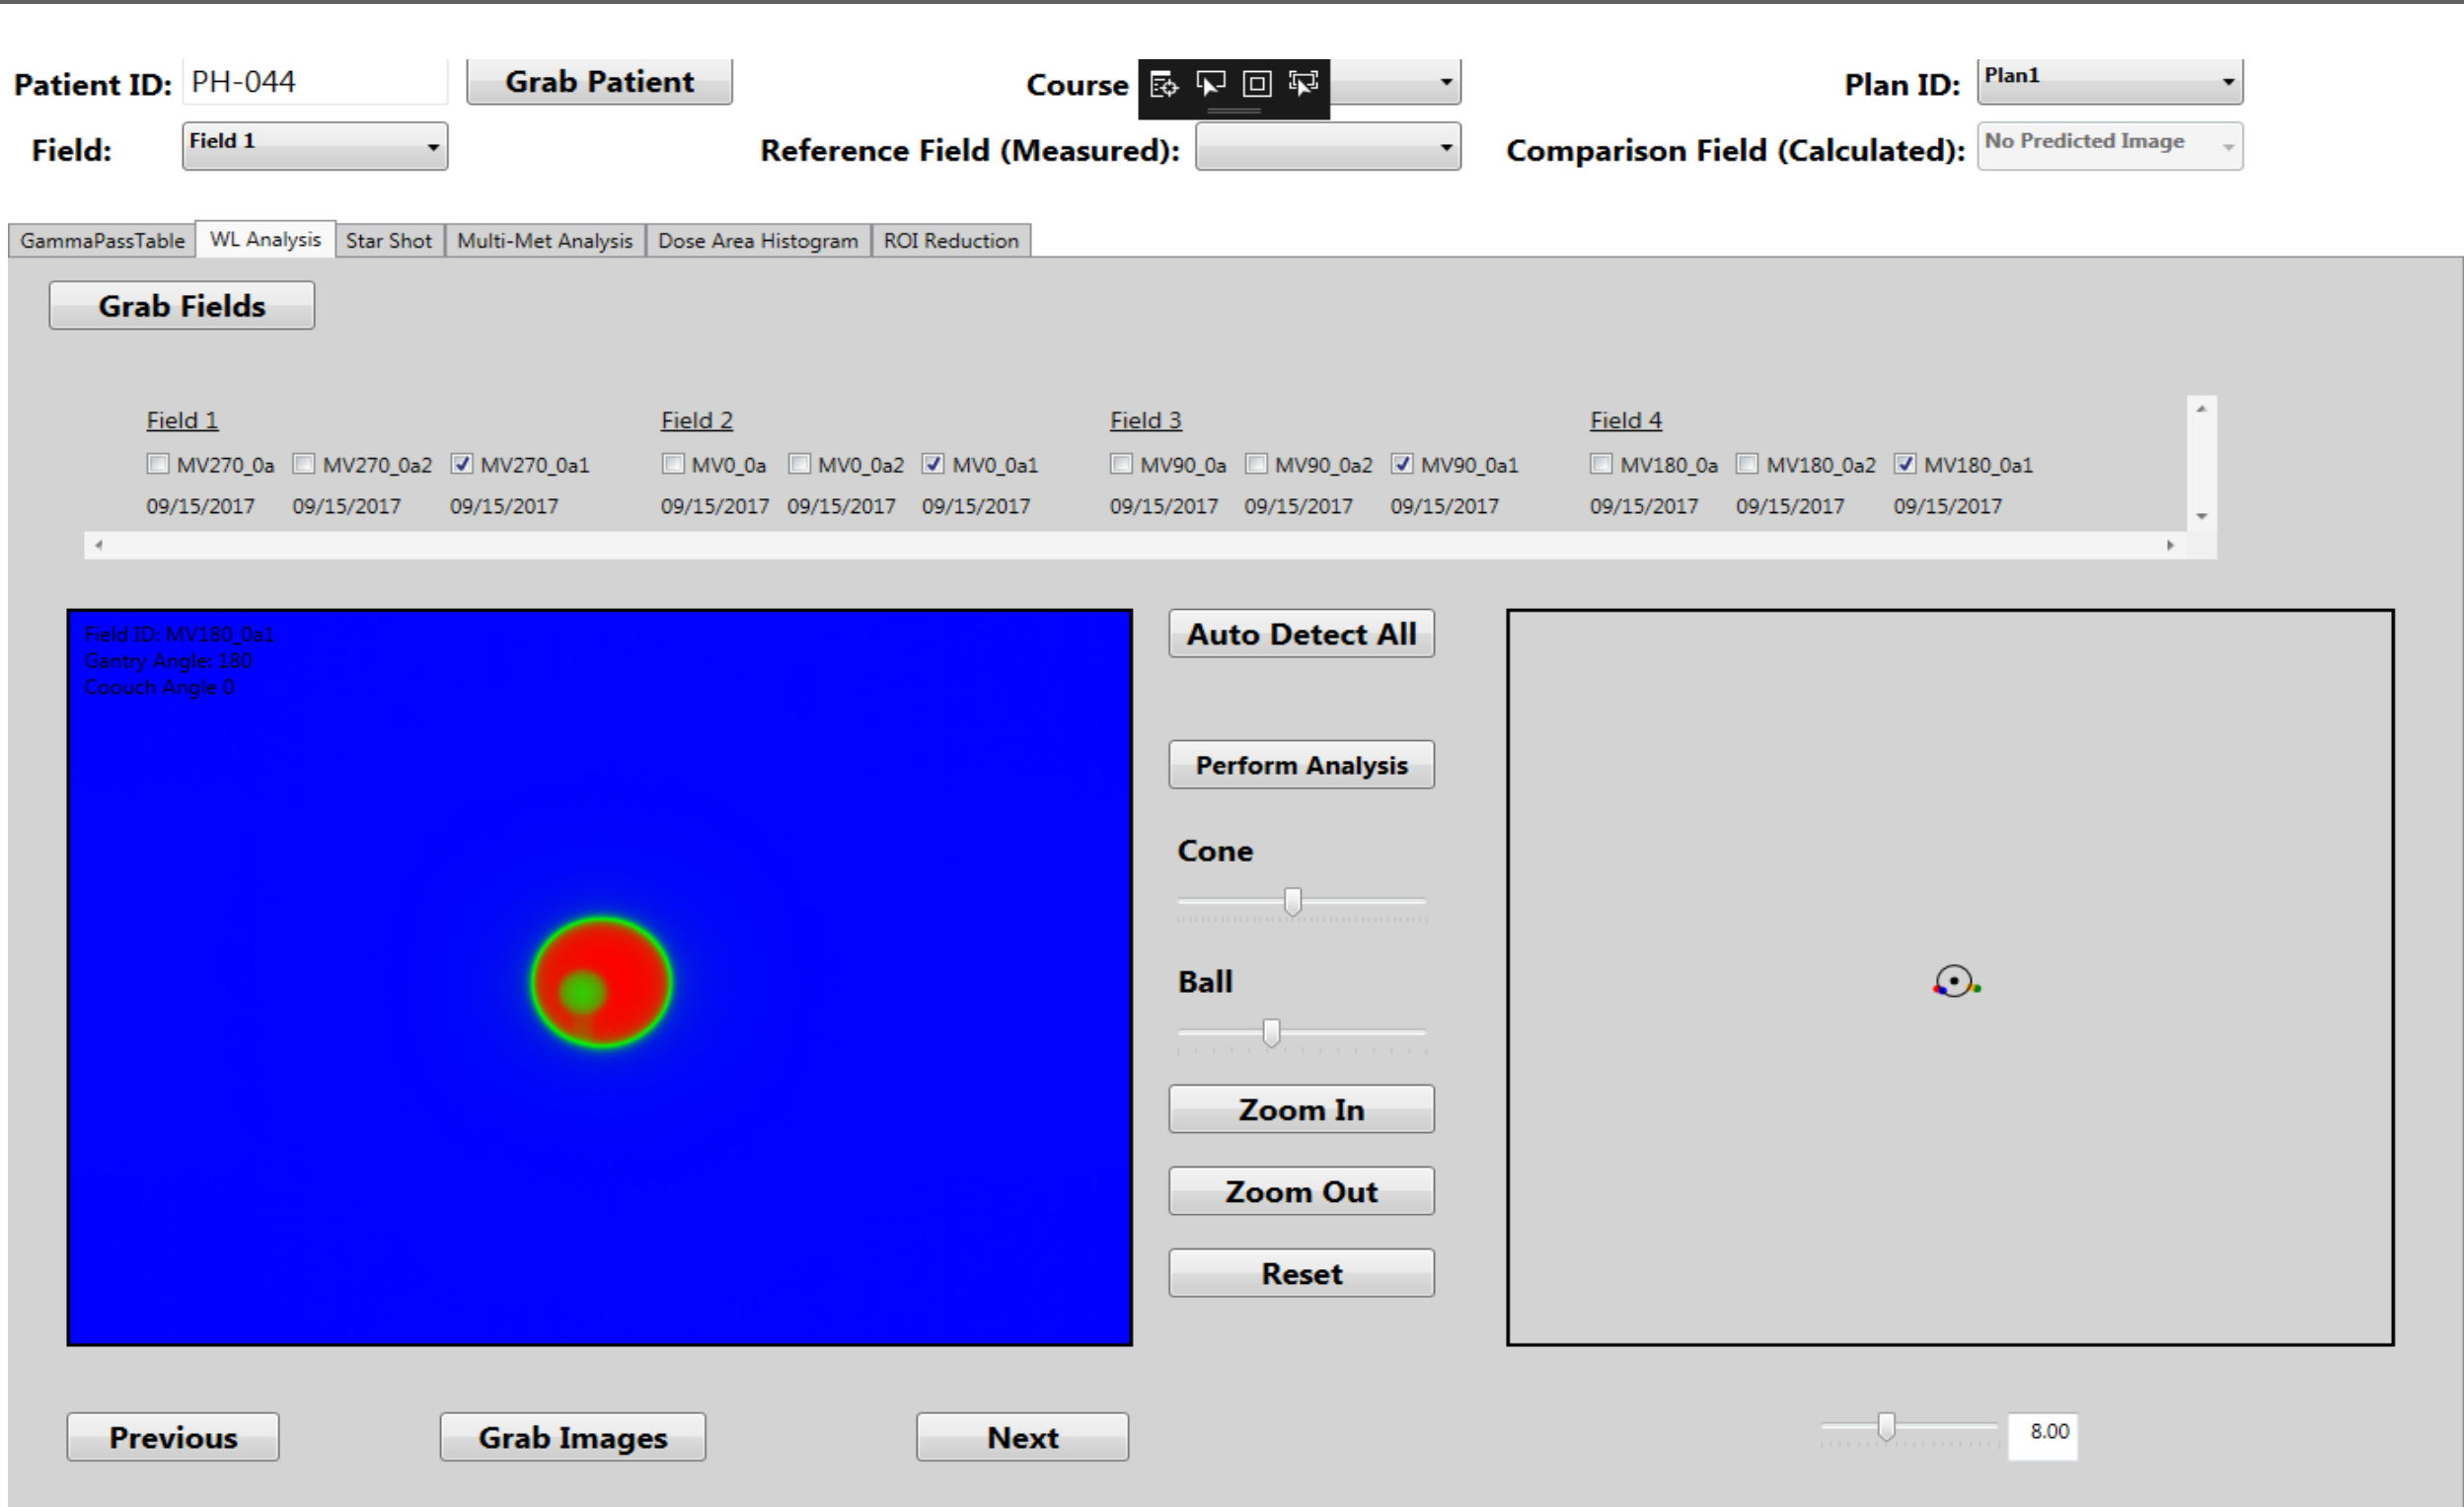 Patient ID: PH-044 Grab Patient Course Plan ID: Plan1
Field: Field 1 Reference Field (Measured): Comparison Field (Calculated): No Predicted Image
GammaPassTable WL Analysis Star Shot Multi-Met Analysis Dose Area Histogram ROI Reduction
Grab Fields
Field 1 Field 2 Field 3 Field 4
MV270_0a MV270_0a2 MV270_0a1 MV0_0a MV0_0a2 MV0_0a1 MV90_0a MV90_0a2 MV90_0a1 MV180_0a MV180_0a2 MV180_0a1
09/15/2017 09/15/2017 09/15/2017 09/15/2017 09/15/2017 09/15/2017 09/15/2017 09/15/2017 09/15/2017 09/15/2017 09/15/2017 09/15/2017
Field ID: MV180_0a1
Gantry Angle: 180
Coouch Angle 0
Auto Detect All
Perform Analysis
Cone
Ball
Zoom In
Zoom Out
Reset
Previous Grab Images Next 8.00